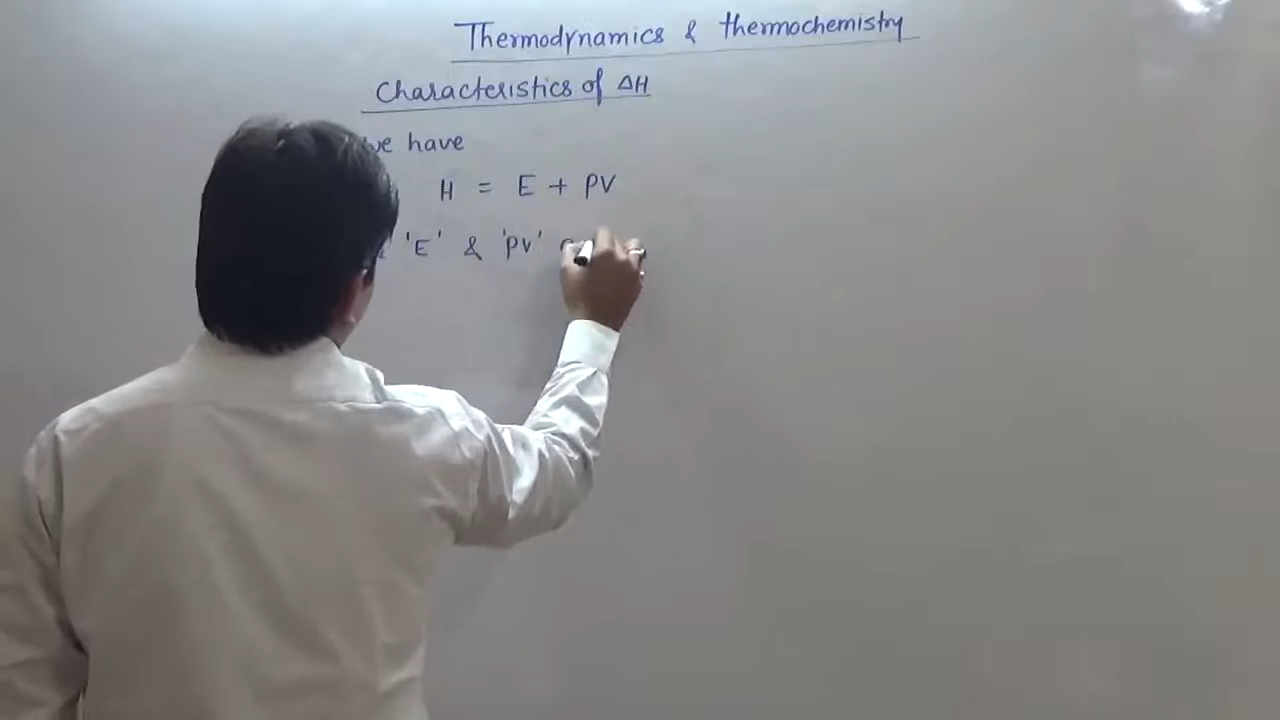 Thermodynamics & thermochemistry
Characteristics of ΔH
we have
H = E + PV
'E' & 'PV'